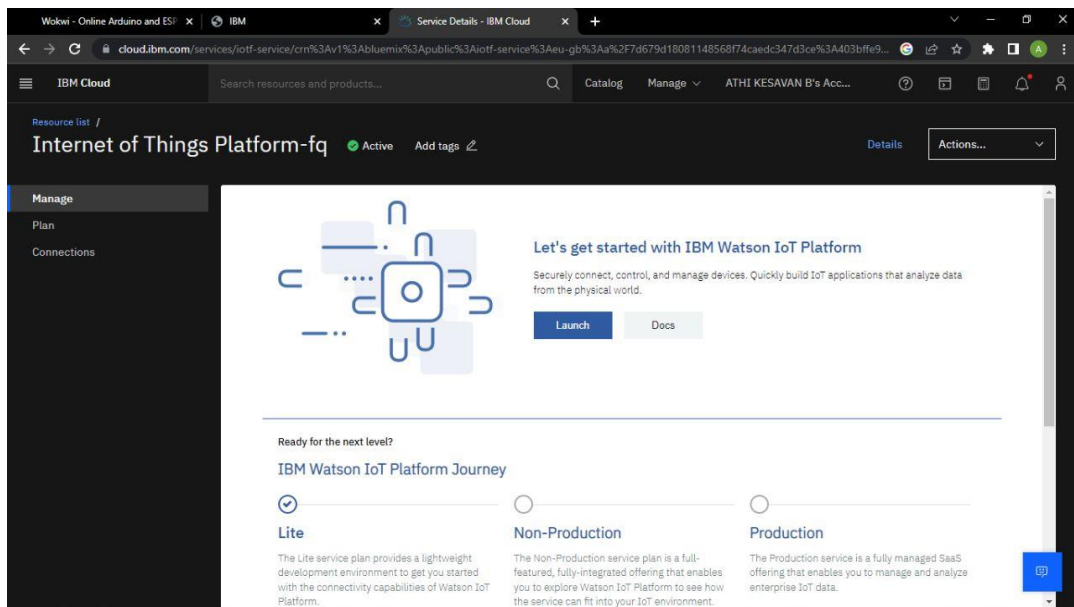 Wokwi - Online Arduino and ESP
IBM
Service Details - IBM Cloud
cloud.ibm.com/services/iotf-service/crn%3Av1%3Abluemix%3Apublic%3Aiotf-service%3Aeu-gb%3Aa%2F7d679d18081148568f74caedc347d3ce%3A403bffe9...
A
IBM Cloud
Search resources and products...
Catalog
Manage
ATHI KESAVAN B's Acc...
Resource list /
Internet of Things Platform-fq
Active
Add tags
Details
Actions...
Manage
Plan
Connections
Let's get started with IBM Watson IoT Platform
Securely connect, control, and manage devices. Quickly build IoT applications that analyze data
from the physical world.
Launch
Docs
Ready for the next level?
IBM Watson IoT Platform Journey
Lite
The Lite service plan provides a lightweight
development environment to get you started
with the connectivity capabilities of Watson IoT
Platform.
Non-Production
The Non-Production service plan is a full-
featured, fully-integrated offering that enables
you to explore Watson IoT Platform to see how
the service can fit into your IoT environment.
Production
The Production service is a fully managed SaaS
offering that enables you to manage and analyze
enterprise IoT data.